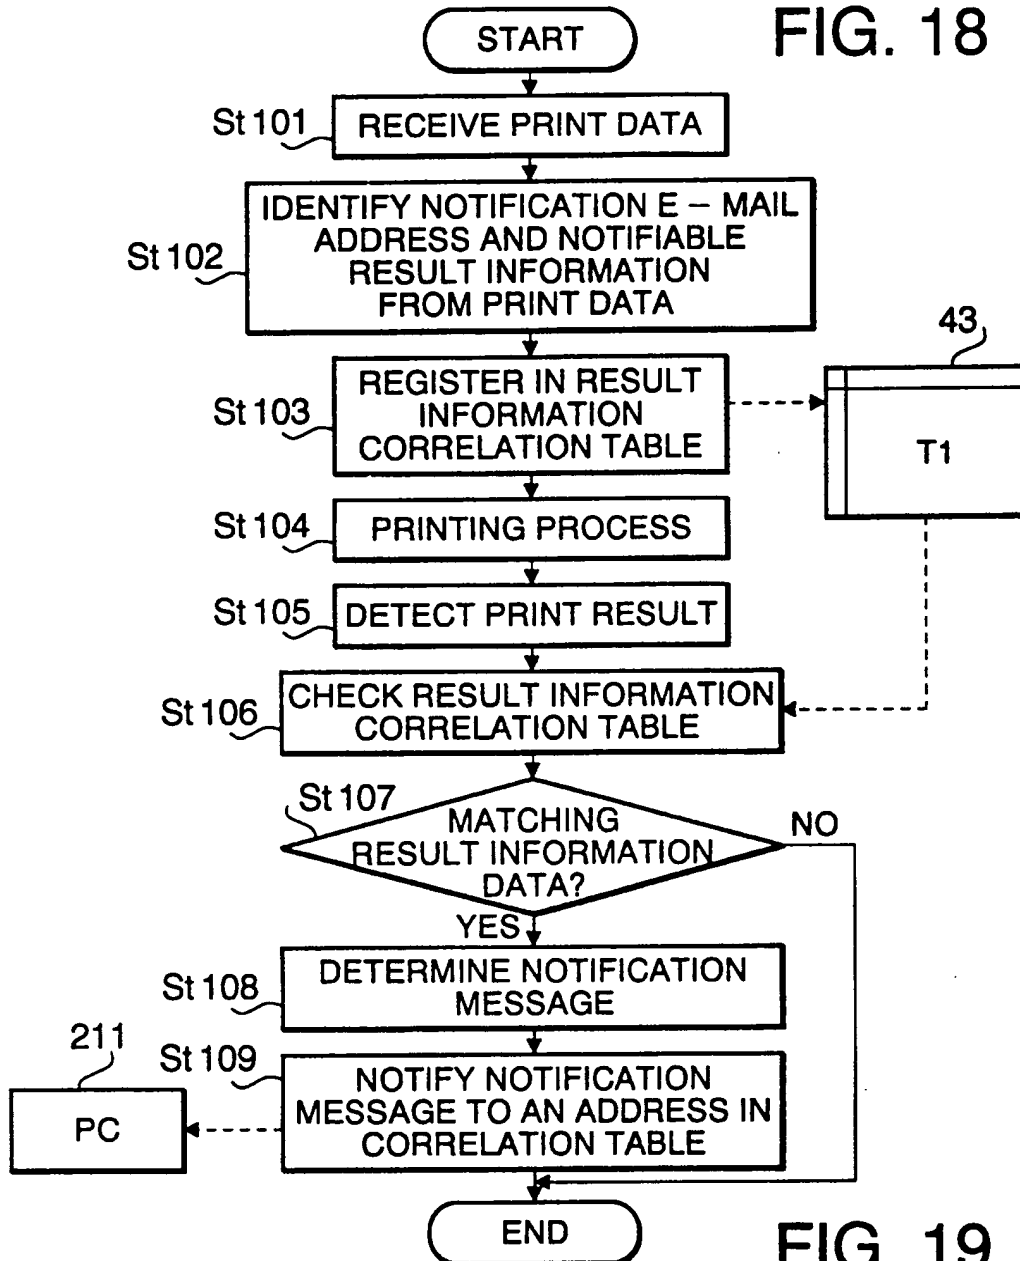 FIG. 18
START
St 101
RECEIVE PRINT DATA
St 102
IDENTIFY NOTIFICATION E – MAIL
ADDRESS AND NOTIFIABLE
RESULT INFORMATION
FROM PRINT DATA
43
St 103
REGISTER IN RESULT
INFORMATION
CORRELATION TABLE
T1
St 104
PRINTING PROCESS
St 105
DETECT PRINT RESULT
St 106
CHECK RESULT INFORMATION
CORRELATION TABLE
St 107
MATCHING
RESULT INFORMATION
DATA?
NO
YES
St 108
DETERMINE NOTIFICATION
MESSAGE
211
PC
St 109
NOTIFY NOTIFICATION
MESSAGE TO AN ADDRESS IN
CORRELATION TABLE
END
FIG. 19